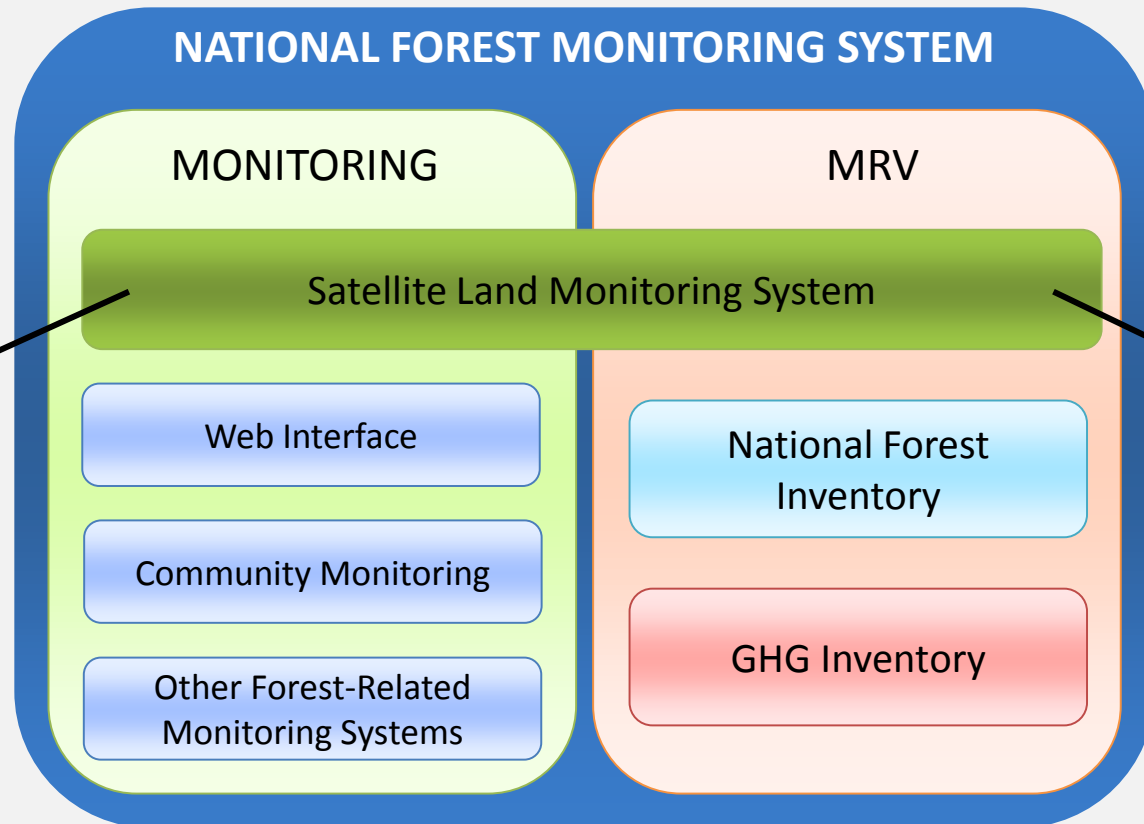 NATIONAL FOREST MONITORING SYSTEM
MONITORING
MRV
Satellite Land Monitoring System
Web Interface
Community Monitoring
Other Forest-Related
Monitoring Systems
National Forest
Inventory
GHG Inventory